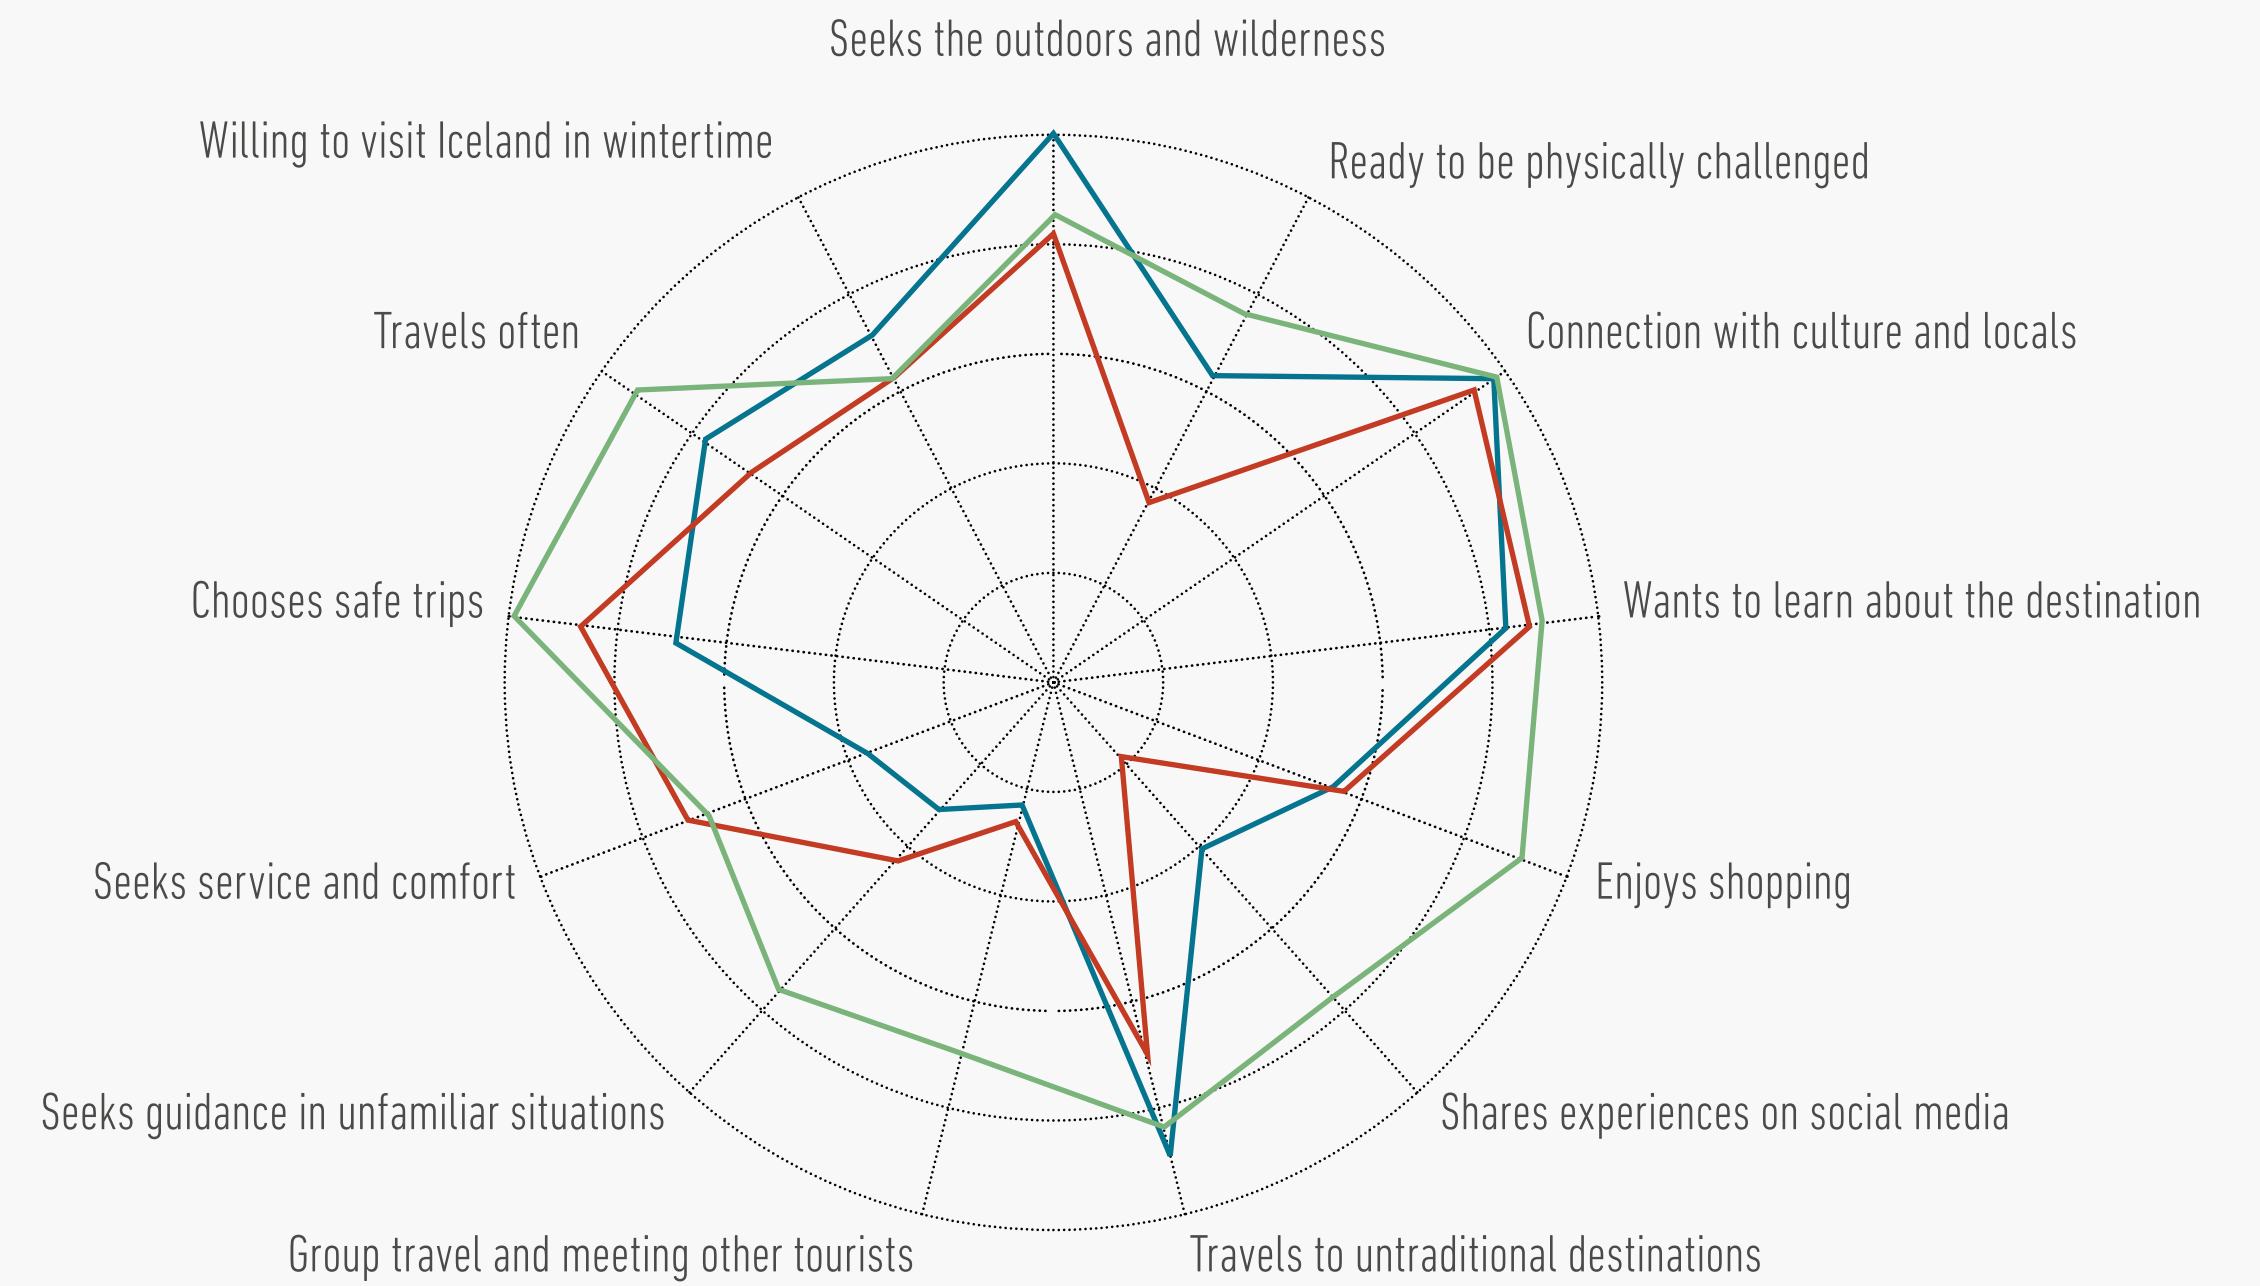 Seeks the outdoors and wilderness
Willing to visit Iceland in wintertime
Ready to be physically challenged
Travels often
Connection with culture and locals
Chooses safe trips
Wants to learn about the destination
Seeks service and comfort
Enjoys shopping
Seeks guidance in unfamiliar situations
Shares experiences on social media
Group travel and meeting other tourists
Travels to untraditional destinations